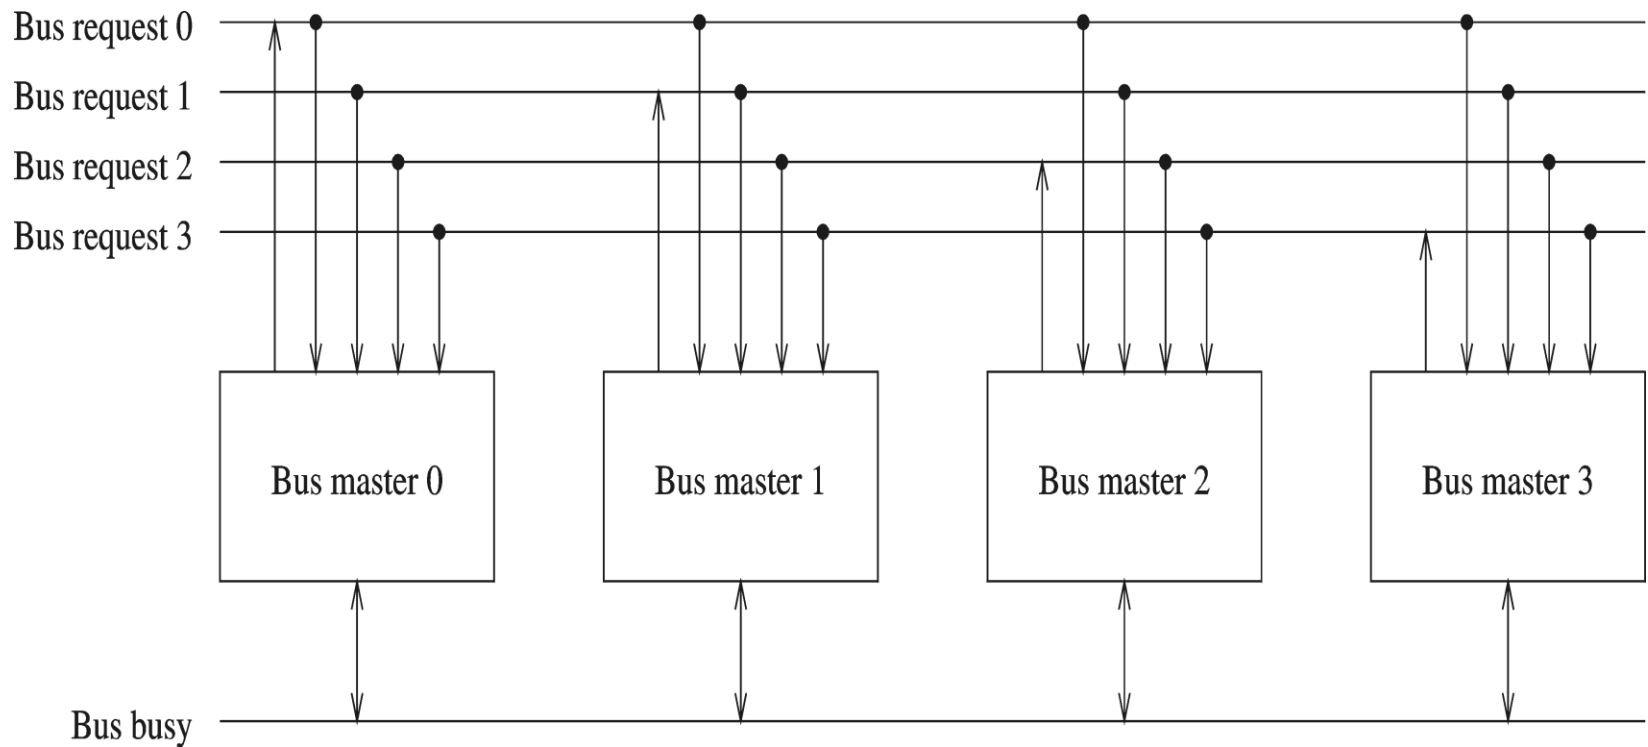 Bus request 0
Bus request 1
Bus request 2
Bus request 3
Bus master 0
Bus master 1
Bus master 2
Bus master 3
Bus busy